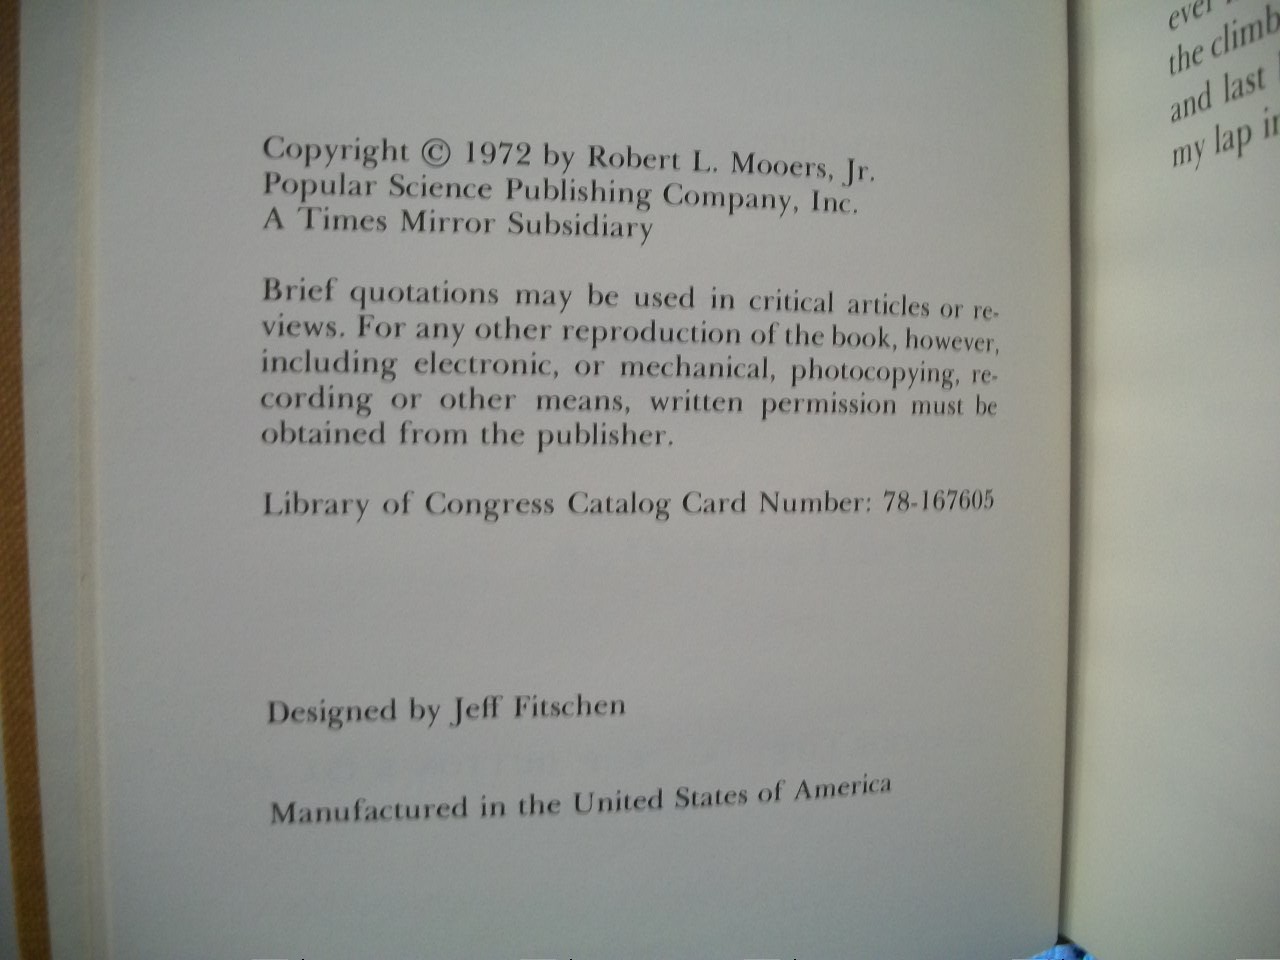 Copyright © 1972 by Robert L. Mooers, Jr.
Popular Science Publishing Company, Inc.
A Times Mirror Subsidiary
Brief quotations may be used in critical articles or re-
views. For any other reproduction of the book, however,
including electronic, or mechanical, photocopying, re-
cording or other means, written permission must be
obtained from the publisher.
Library of Congress Catalog Card Number: 78-167605
Designed by Jeff Fitschen
Manufactured in the United States of America
ever
the climb
and last
my lap in